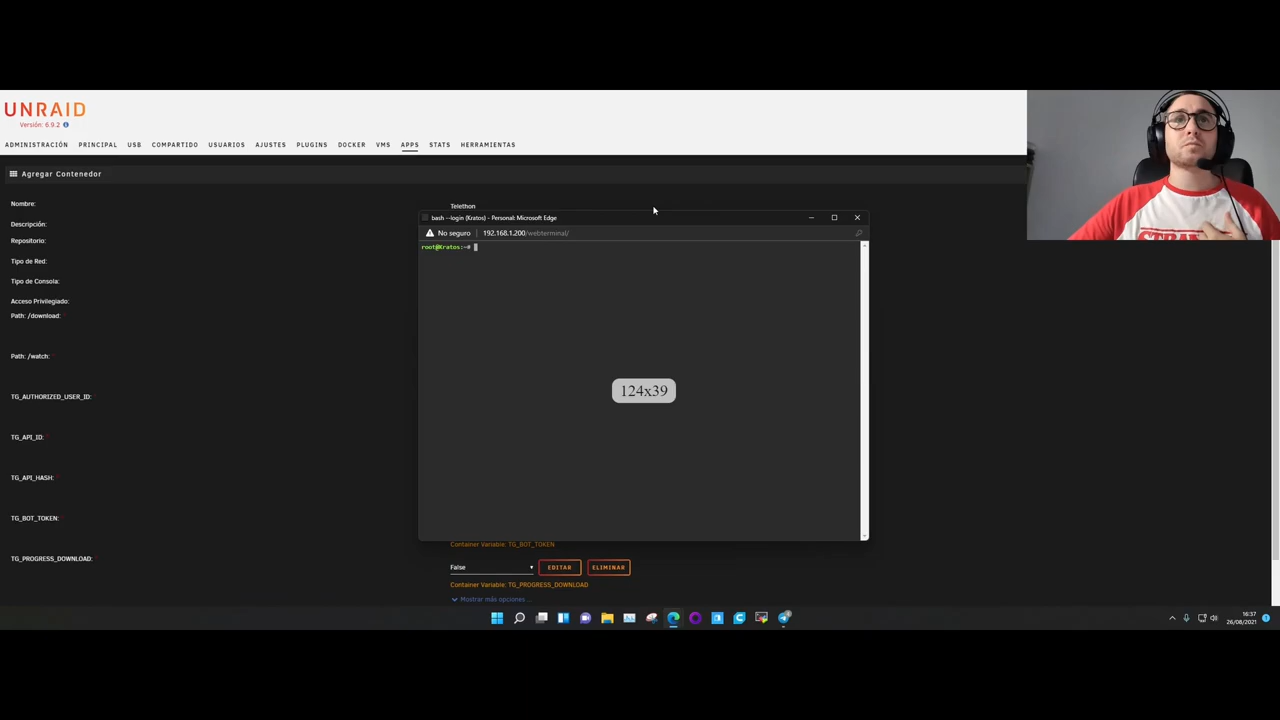 UNRAID
Versión: 6.9.2
ADMINISTRACIÓN PRINCIPAL USB COMPARTIDO USUARIOS AJUSTES PLUGINS DOCKER VMS APPS STATS HERRAMIENTAS
Agregar Contenedor
Nombre:
Telethon
Descripción:
Repositorio:
Tipo de Red:
Tipo de Consola:
Acceso Privilegiado:
Path: /download: *
Path: /watch: *
TG_AUTHORIZED_USER_ID:
TG_API_ID: *
TG_API_HASH: *
TG_BOT_TOKEN:
TG_PROGRESS_DOWNLOAD: *
bash --login (Kratos) - Personal: Microsoft Edge
No seguro 192.168.1.200/webterminal/
root@Kratos:~#
124x39
Container Variable: TG_BOT_TOKEN
False EDITAR ELIMINAR
Container Variable: TG_PROGRESS_DOWNLOAD
Mostrar más opciones ...
16:37
26/08/2021